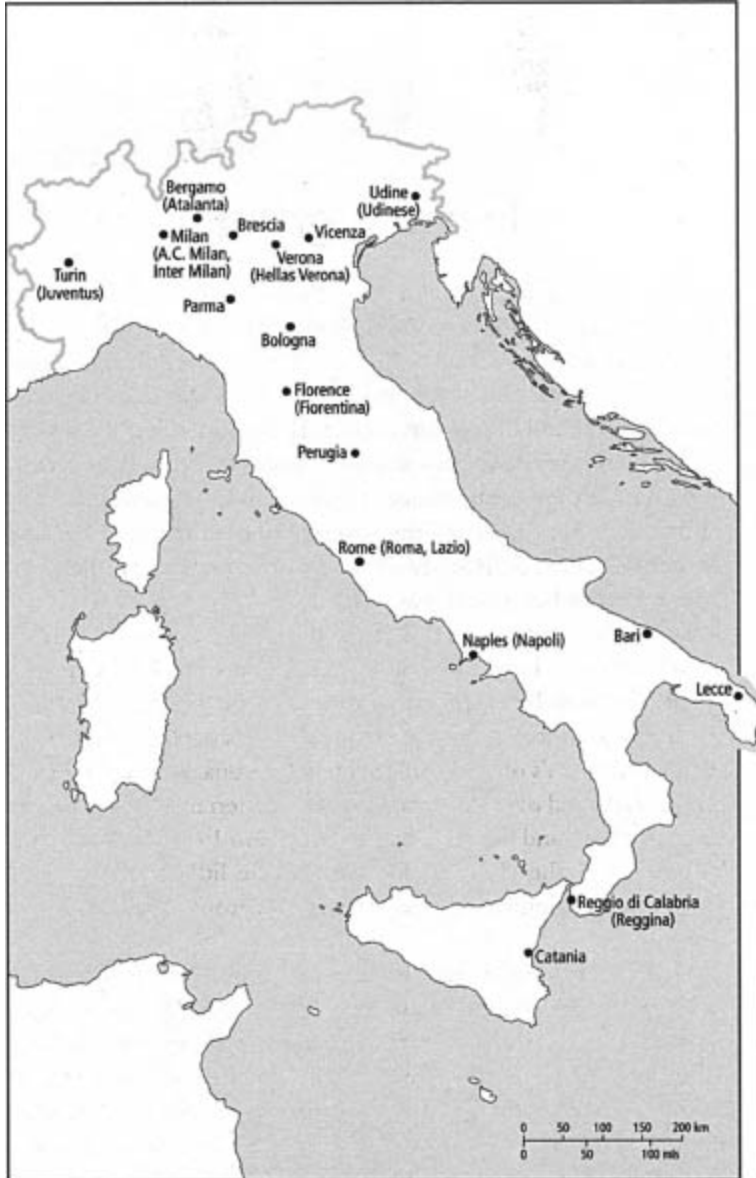 Bergamo
(Atalanta)
Udine
(Udinese)
Milan
(A.C. Milan,
Inter Milan)
Brescia
Vicenza
Verona
(Hellas Verona)
Turin
(Juventus)
Parma
Bologna
Florence
(Fiorentina)
Perugia
Rome (Roma, Lazio)
Naples (Napoli)
Bari
Lecce
Reggio di Calabria
(Reggina)
Catania
0 50 100 150 200 km
0 50 100 mls